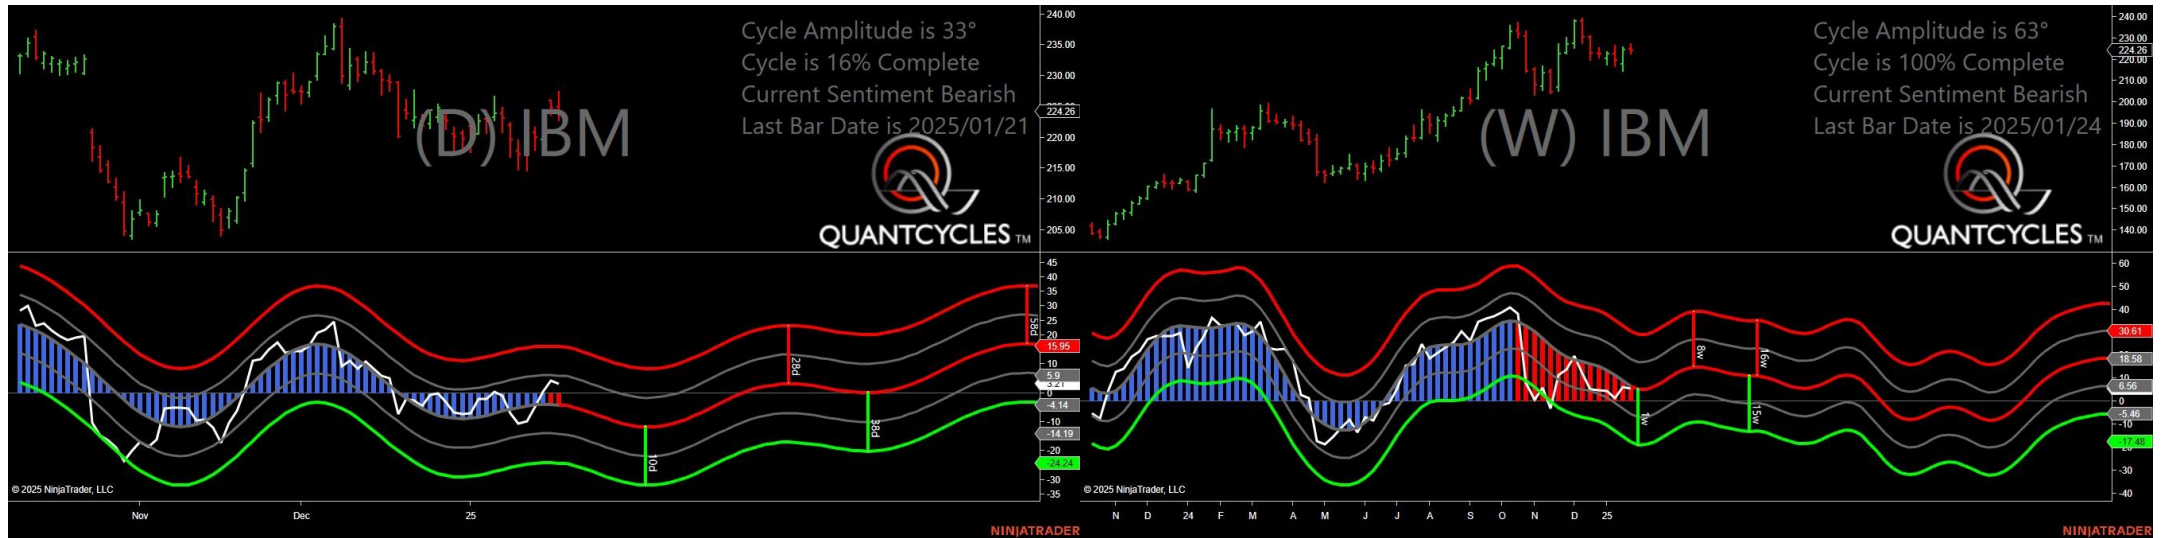 Cycle Amplitude is 33°
Cycle is 16% Complete
Current Sentiment Bearish
Last Bar Date is 2025/01/21
(D) IBM
QUANTCYCLES TM
240.00
235.00
230.00
224.26
220.00
215.00
210.00
205.00
45
40
35
30
25
20
15.95
10
5.9
3.21
0
-4.14
-10
-14.19
-20
-24.24
-30
-35
10d
28d
38d
58d
© 2025 NinjaTrader, LLC
Nov
Dec
25
NINJATRADER
Cycle Amplitude is 63°
Cycle is 100% Complete
Current Sentiment Bearish
Last Bar Date is 2025/01/24
(W) IBM
QUANTCYCLES TM
240.00
230.00
224.26
220.00
210.00
200.00
190.00
180.00
170.00
160.00
150.00
140.00
60
50
40
30.61
18.58
10
6.56
0
-5.46
-10
-17.48
-30
-40
1w
8w
15w
16w
© 2025 NinjaTrader, LLC
N D 24 F M A M J J A S O N D 25
NINJATRADER